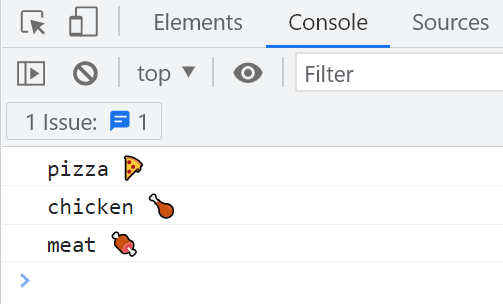 Elements Console Sources
top ▼ Filter
1 Issue: 1
pizza 🍕
chicken 🍗
meat 🍖
>